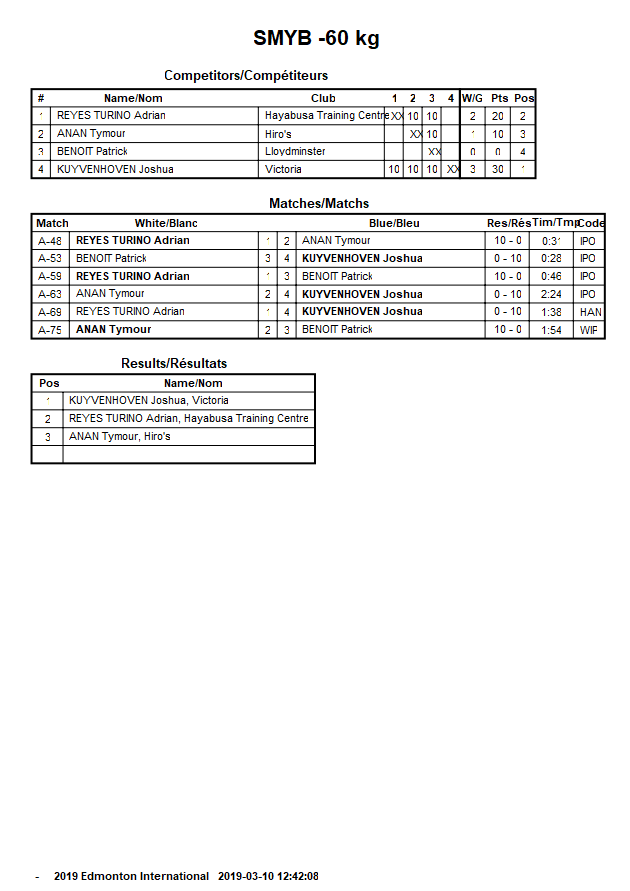 SMYB -60 kg
Competitors/Compétiteurs
# Name/Nom Club 1 2 3 4 W/G Pts Pos
1 REYES TURINO Adrian Hayabusa Training Centre XX 10 10 2 20 2
2 ANAN Tymour Hiro's XX 10 1 10 3
3 BENOIT Patrick Lloydminster XX 0 0 4
4 KUYVENHOVEN Joshua Victoria 10 10 10 XX 3 30 1
Matches/Matchs
Match White/Blanc Blue/Bleu Res/Rés Tim/Tmp Code
A-48 REYES TURINO Adrian 1 2 ANAN Tymour 10 - 0 0:31 IPO
A-53 BENOIT Patrick 3 4 KUYVENHOVEN Joshua 0 - 10 0:28 IPO
A-59 REYES TURINO Adrian 1 3 BENOIT Patrick 10 - 0 0:46 IPO
A-63 ANAN Tymour 2 4 KUYVENHOVEN Joshua 0 - 10 2:24 IPO
A-69 REYES TURINO Adrian 1 4 KUYVENHOVEN Joshua 0 - 10 1:38 HAN
A-75 ANAN Tymour 2 3 BENOIT Patrick 10 - 0 1:54 WIF
Results/Résultats
Pos Name/Nom
1 KUYVENHOVEN Joshua, Victoria
2 REYES TURINO Adrian, Hayabusa Training Centre
3 ANAN Tymour, Hiro's
- 2019 Edmonton International 2019-03-10 12:42:08